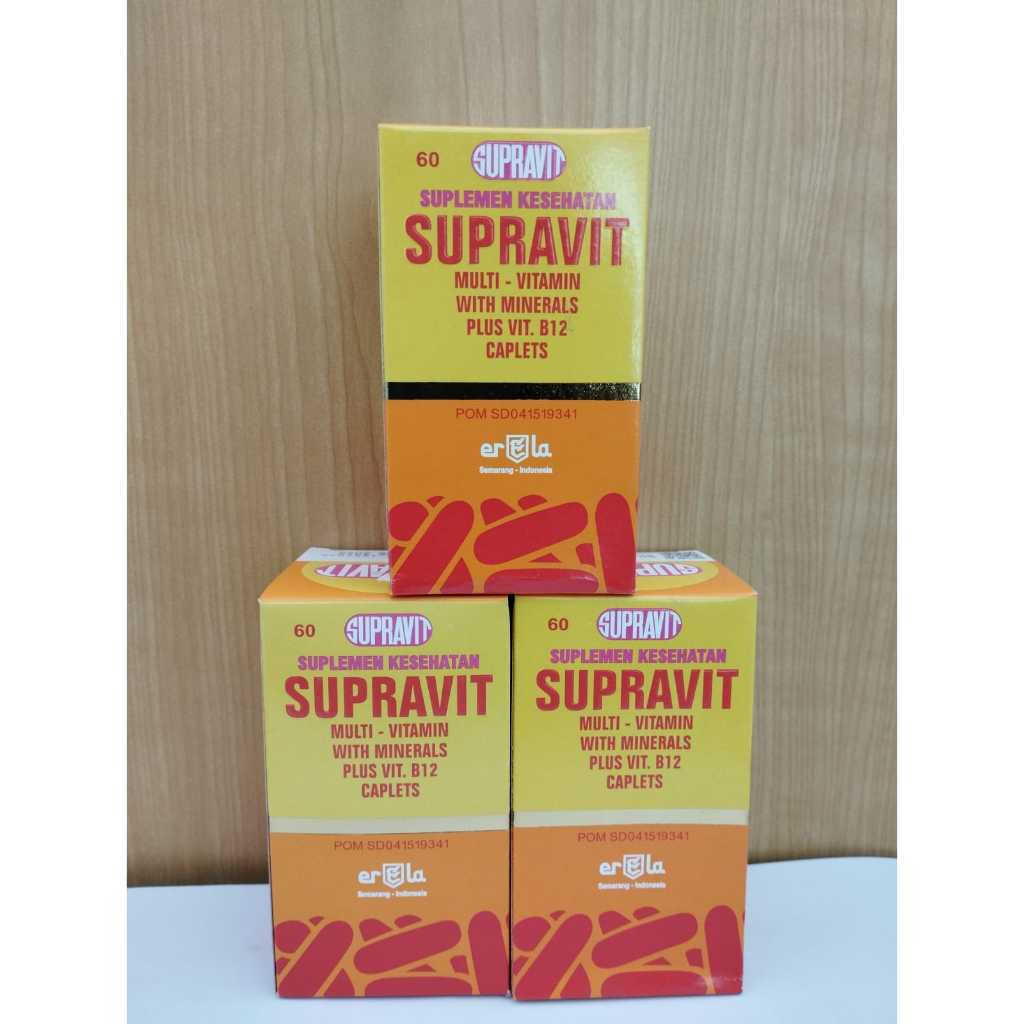 60 SUPRAVIT
SUPLEMEN KESEHATAN
SUPRAVIT
MULTI - VITAMIN
WITH MINERALS
PLUS VIT. B12
CAPLETS
POM SD041519341
erela
Semarang - Indonesia
60 SUPRAVIT
SUPLEMEN KESEHATAN
SUPRAVIT
MULTI - VITAMIN
WITH MINERALS
PLUS VIT. B12
CAPLETS
POM SD041519341
erela
Semarang - Indonesia
60 SUPRAVIT
SUPLEMEN KESEHATAN
SUPRAVIT
MULTI - VITAMIN
WITH MINERALS
PLUS VIT. B12
CAPLETS
POM SD041519341
erela
Semarang - Indonesia